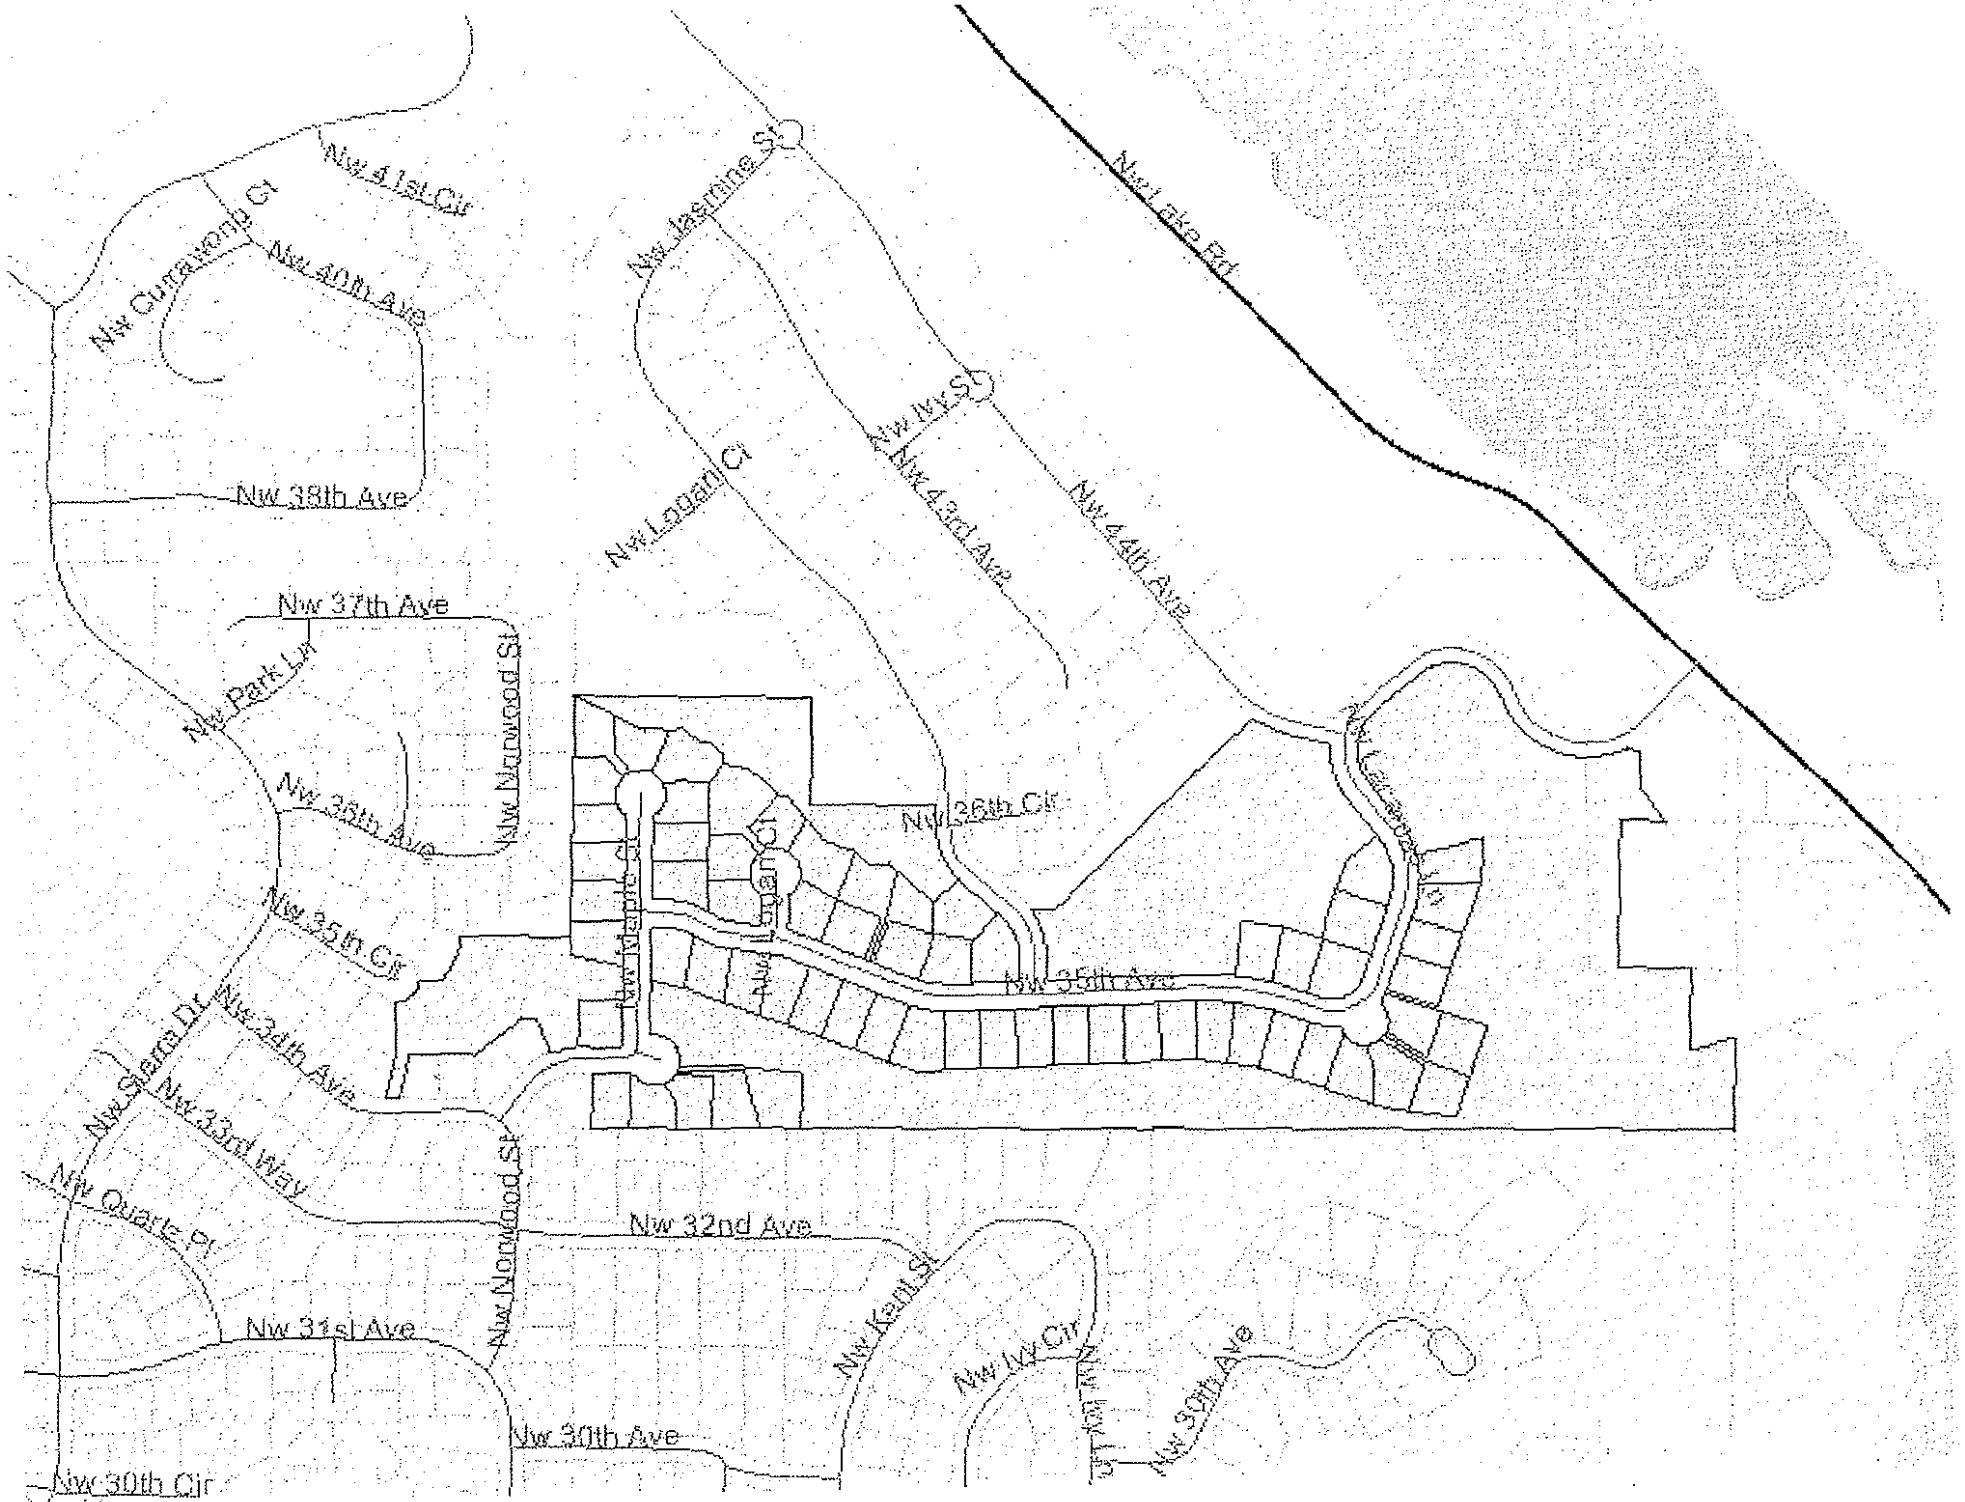 Nw Jasmine St
Nw 41st Cir
Nw Lake Rd
Nw Currawong Ct
Nw 40th Ave
Nw Ivy St
Nw Logan Ct
Nw 43rd Ave
Nw 44th Ave
Nw 38th Ave
Nw 37th Ave
Nw Park Ln
Nw Norwood St
Nw 36th Ave
Nw 36th Cir
Nw 35th Cir
Nw Logan Ct
Nw 35th Ave
Nw Sierra Dr
Nw 34th Ave
Nw 33rd Way
Nw Quartz Pl
Nw Norwood St
Nw 32nd Ave
Nw Kent St
Nw 31st Ave
Nw Ivy Cir
Nw Ivy Ln
Nw 30th Ave
Nw 30th Ave
Nw 30th Cir